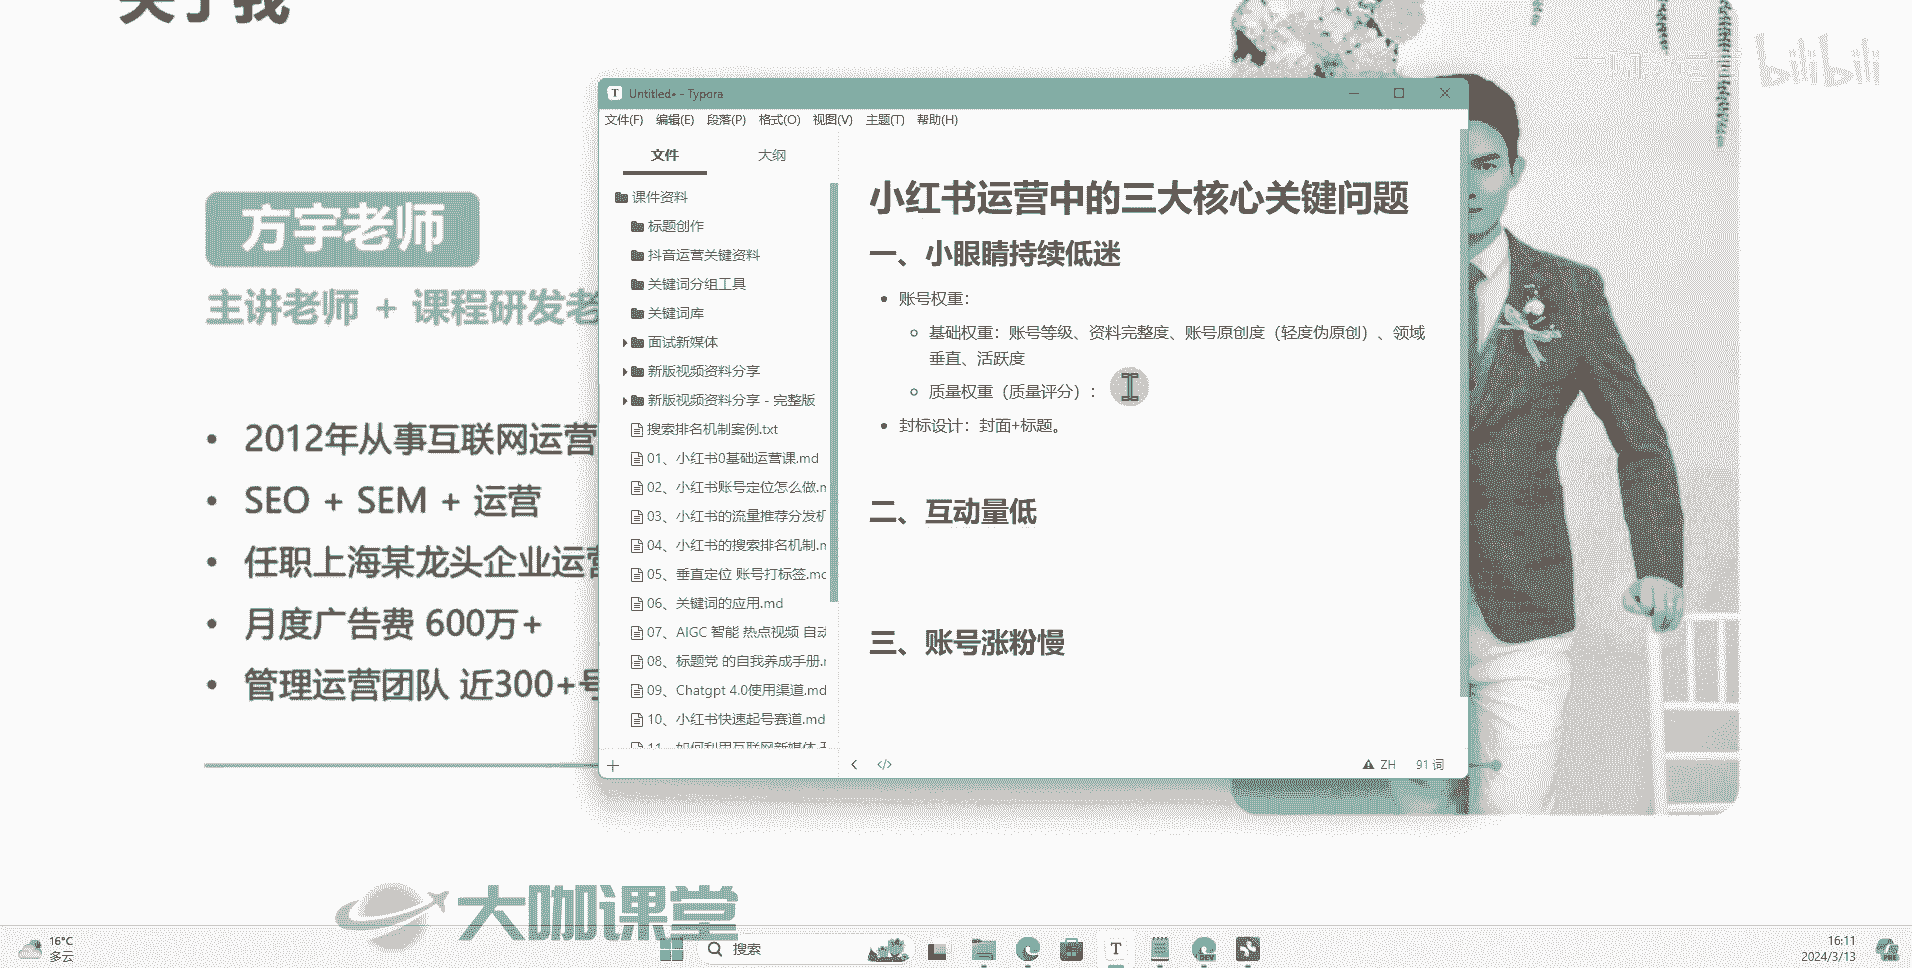 关于我
bilibili
方宇老师
主讲老师 + 课程研发老
• 2012年从事互联网运营
• SEO + SEM + 运营
• 任职上海某龙头企业运营
• 月度广告费 600万+
• 管理运营团队 近300+号
Untitled• - Typora
文件(F) 编辑(E) 段落(P) 格式(O) 视图(V) 主题(T) 帮助(H)
文件 大纲
课件资料
标题创作
抖音运营关键资料
关键词分组工具
关键词库
面试新媒体
新版视频资料分享
新版视频资料分享 - 完整版
搜索排名机制案例.txt
01、小红书0基础运营课.md
02、小红书账号定位怎么做.m
03、小红书的流量推荐分发机
04、小红书的搜索排名机制.m
05、垂直定位 账号打标签.md
06、关键词的应用.md
07、AIGC 智能 热点视频 自动
08、标题党 的自我养成手册.m
09、Chatgpt 4.0使用渠道.md
10、小红书快速起号赛道.md
11、如何利用互联网新媒体
小红书运营中的三大核心关键问题
一、小眼睛持续低迷
• 账号权重：
基础权重：账号等级、资料完整度、账号原创度（轻度伪原创）、领域
垂直、活跃度
质量权重（质量评分）：
• 封标设计：封面+标题。
二、互动量低
三、账号涨粉慢
ZH 91 词
大咖课堂
16°C
多云
搜索
T
DEV
16:11
2024/3/13
PRE